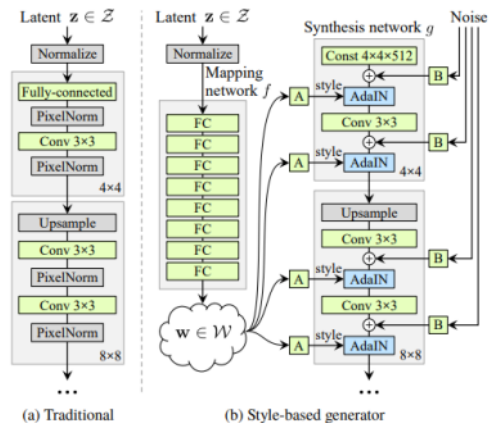 Latent z ∈ Z
Normalize
Fully-connected
PixelNorm
Conv 3×3
PixelNorm
4×4
Upsample
Conv 3×3
PixelNorm
Conv 3×3
PixelNorm
8×8
...
(a) Traditional
Latent z ∈ Z
Normalize
Mapping
network f
FC
FC
FC
FC
FC
FC
FC
FC
w ∈ W
A
style
A
style
A
style
A
style
Synthesis network g
Noise
Const 4×4×512
B
AdaIN
Conv 3×3
B
AdaIN
4×4
Upsample
Conv 3×3
B
AdaIN
Conv 3×3
B
AdaIN
8×8
...
(b) Style-based generator